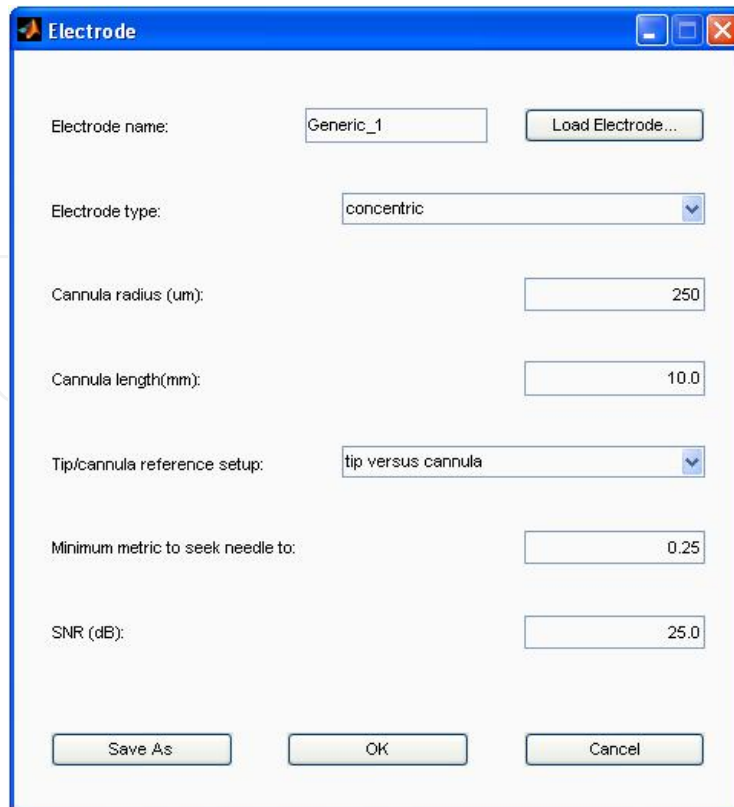 Electrode
Electrode name: Generic_1 Load Electrode...
Electrode type: concentric
Cannula radius (um): 250
Cannula length(mm): 10.0
Tip/cannula reference setup: tip versus cannula
Minimum metric to seek needle to: 0.25
SNR (dB): 25.0
Save As OK Cancel